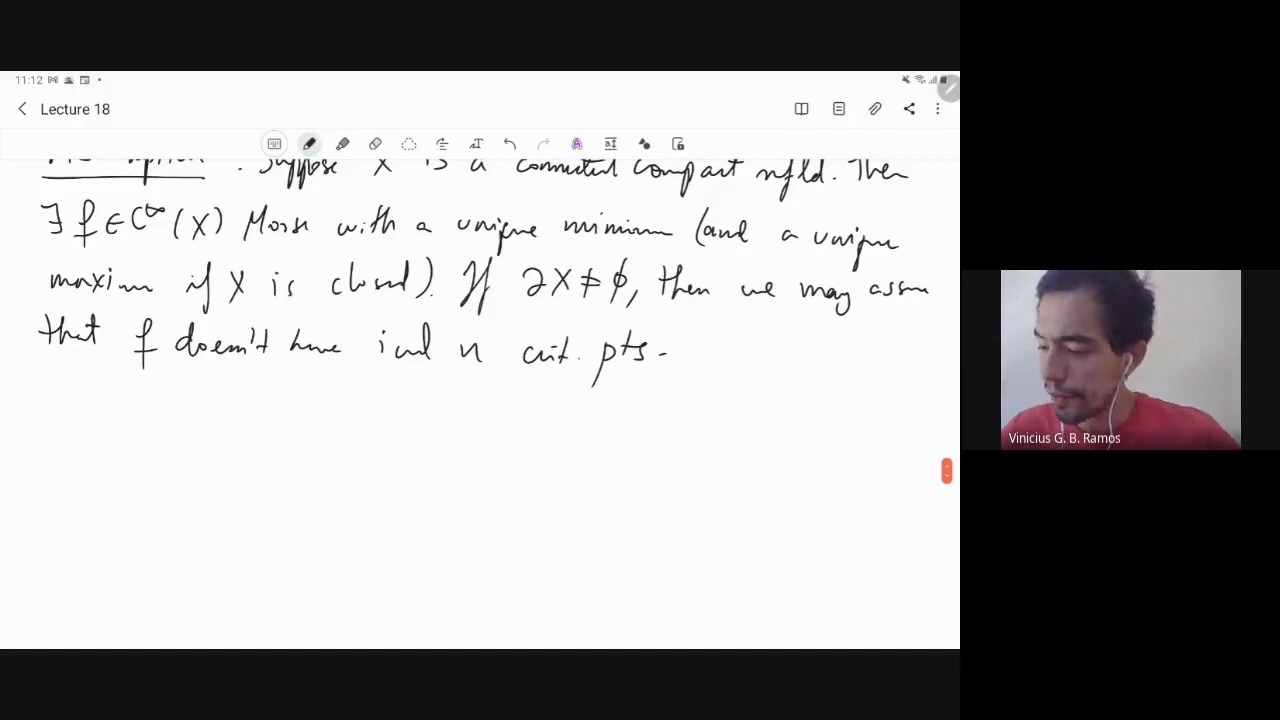 11:12
Lecture 18
. Suppose X is a connected compact mfld. Then
∃ f ∈ C^∞(X) Morse with a unique minimum (and a unique
maximum if X is closed). If ∂X ≠ ∅, then we may assume
that f doesn't have ind n crit. pts.
Vinicius G. B. Ramos